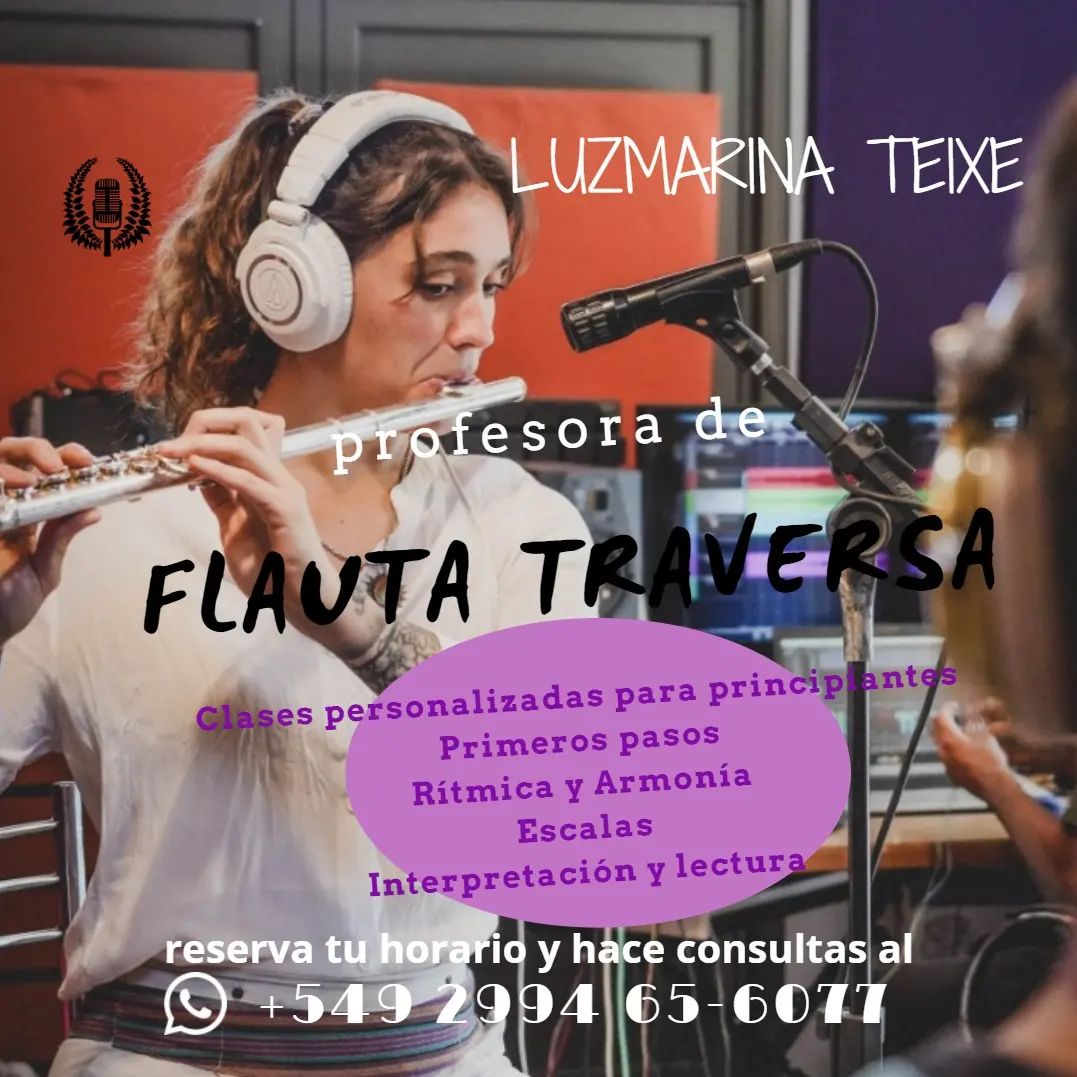 LUZMARINA TEIXE
profesora de
FLAUTA TRAVERSA
Clases personalizadas para principiantes
Primeros pasos
Rítmica y Armonía
Escalas
Interpretación y lectura
reserva tu horario y hace consultas al
+549 2994 65-6077